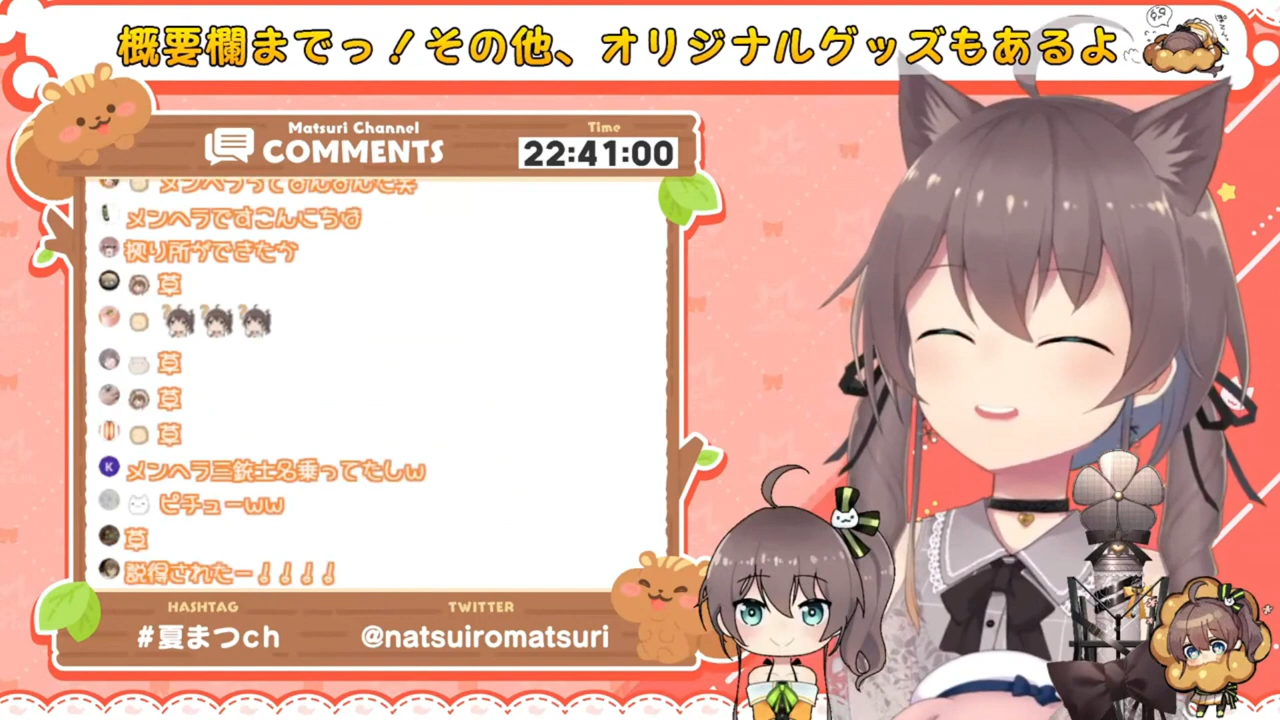 概要欄までっ！その他、オリジナルグッズもあるよ
Matsuri Channel
COMMENTS
Time
22:41:00
メンヘラですこんにちは
拠り所ができたか
草
草
草
草
K メンヘラ三銃士名乗ってたしw
ピチューww
草
説得されたー！！！！
HASHTAG
TWITTER
#夏まつch
@natsuiromatsuri